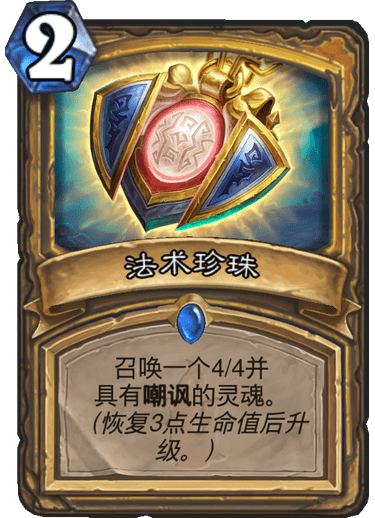 2
法术珍珠
召唤一个4/4并
具有嘲讽的灵魂。
（恢复3点生命值后升
级。）